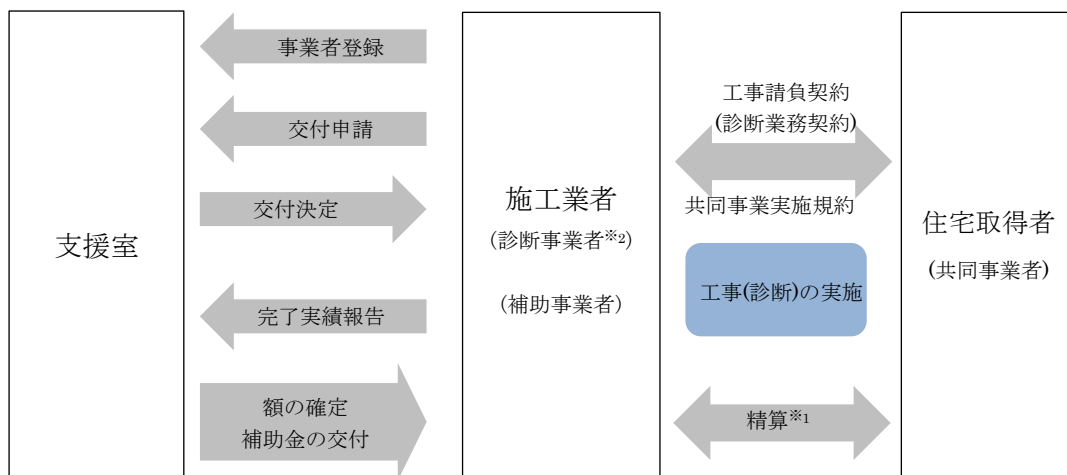 支援室
事業者登録
交付申請
交付決定
完了実績報告
額の確定
補助金の交付
施工業者
(診断事業者※2)
(補助事業者)
工事請負契約
(診断業務契約)
共同事業実施規約
工事(診断)の実施
精算※1
住宅取得者
(共同事業者)